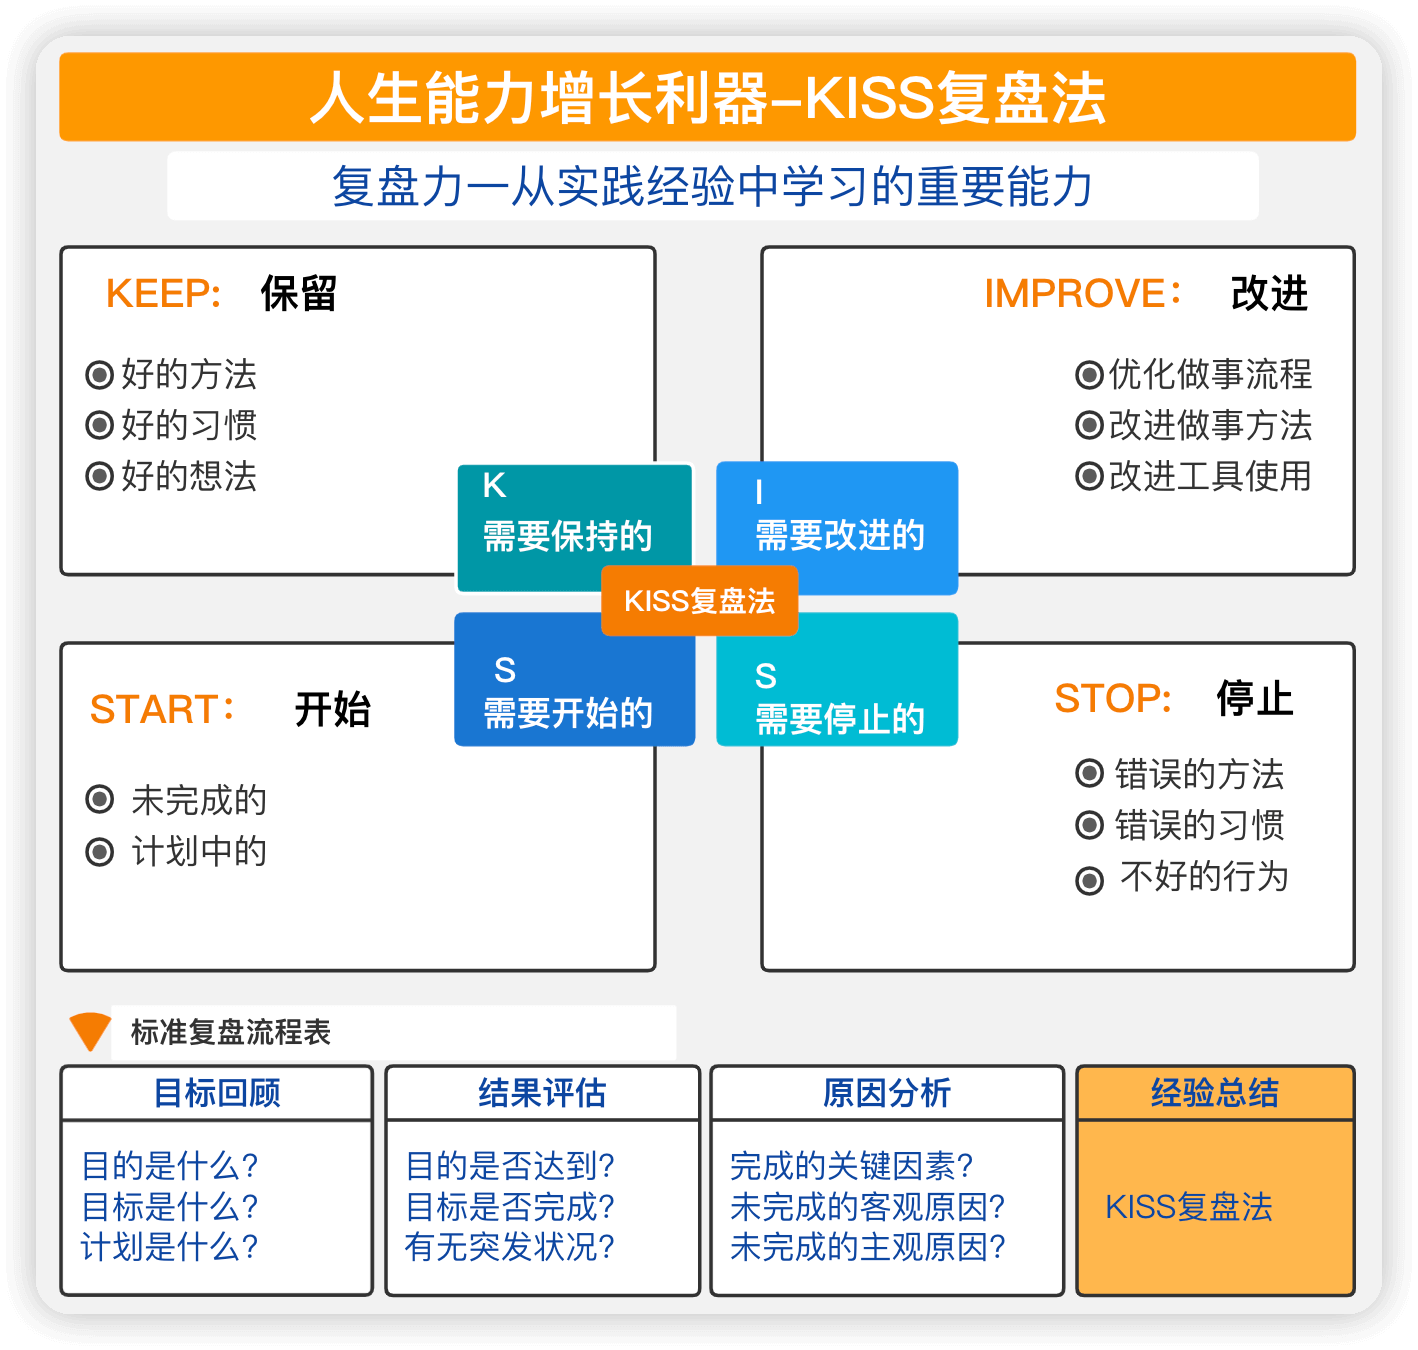 人生能力增长利器–KISS复盘法
复盘力一从实践经验中学习的重要能力
KEEP: 保留
好的方法
好的习惯
好的想法
IMPROVE： 改进
优化做事流程
改进做事方法
改进工具使用
K
需要保持的
I
需要改进的
KISS复盘法
S
需要开始的
S
需要停止的
START： 开始
未完成的
计划中的
STOP: 停止
错误的方法
错误的习惯
不好的行为
标准复盘流程表
目标回顾
目的是什么?
目标是什么?
计划是什么?
结果评估
目的是否达到?
目标是否完成?
有无突发状况?
原因分析
完成的关键因素?
未完成的客观原因?
未完成的主观原因?
经验总结
KISS复盘法